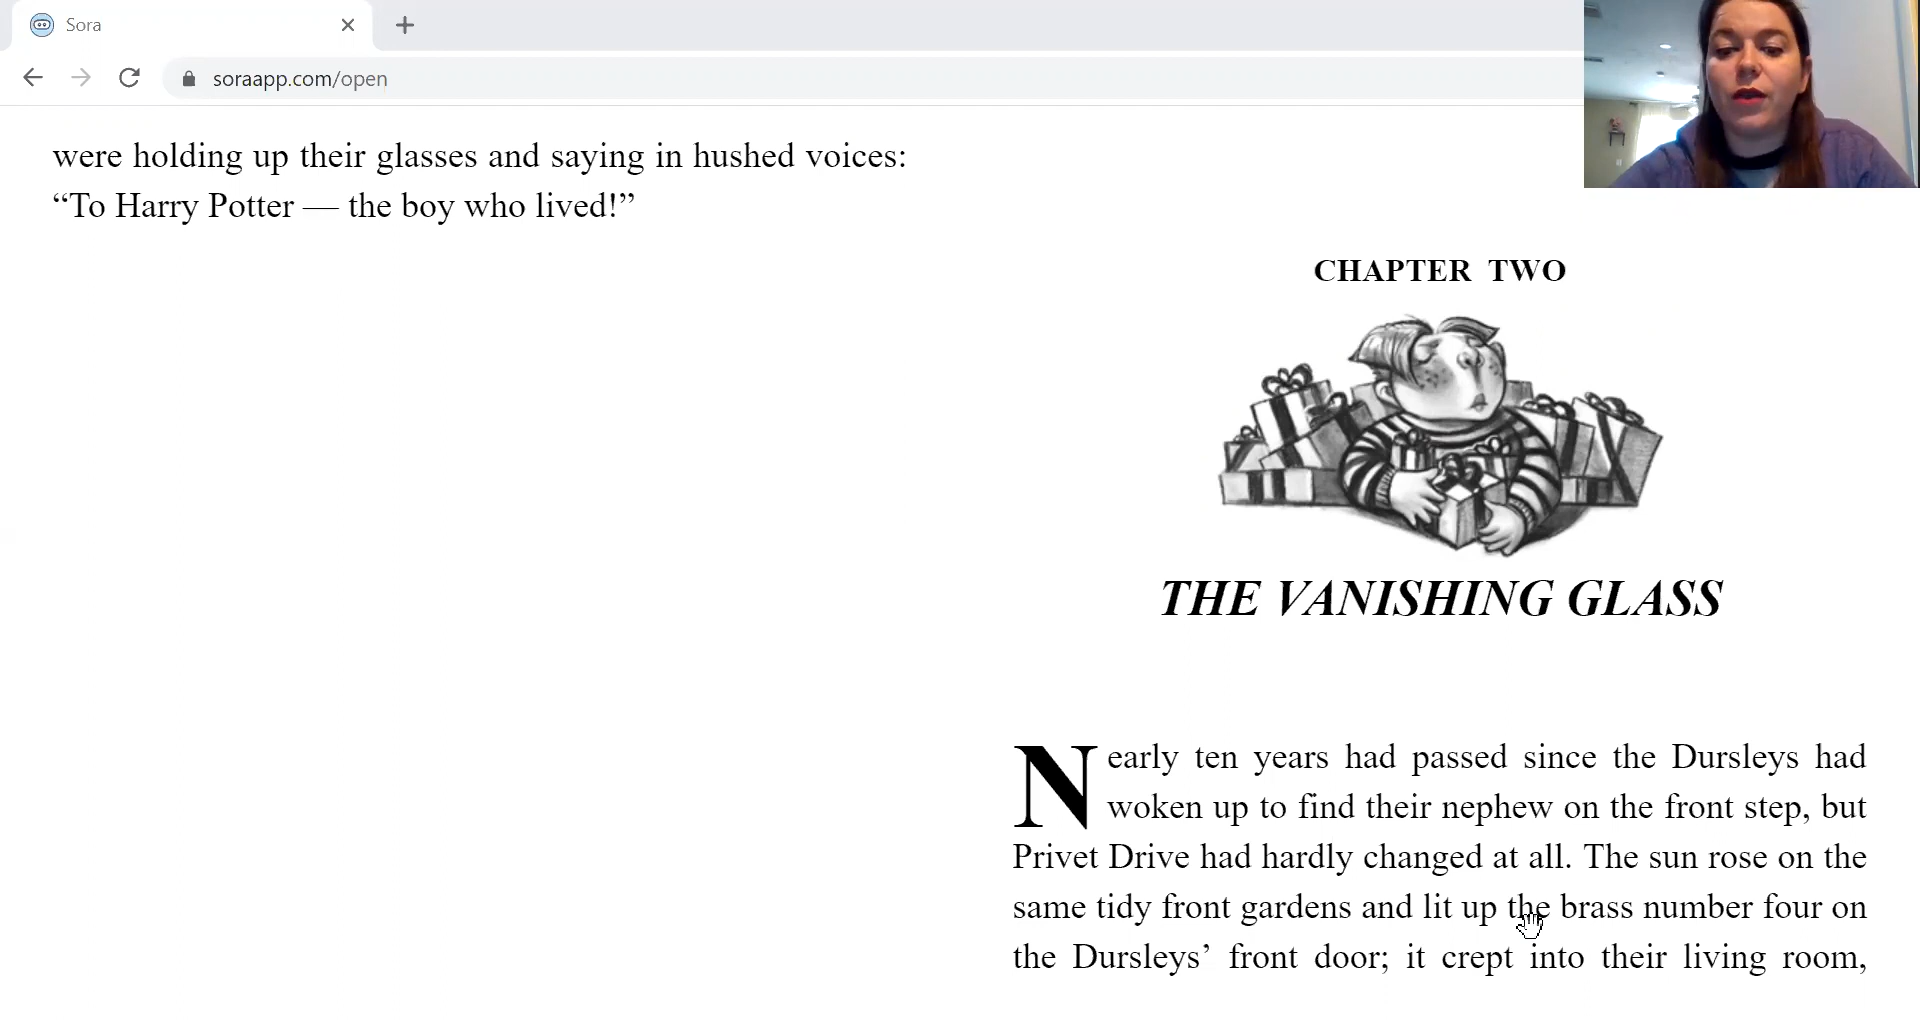 Sora
soraapp.com/open
were holding up their glasses and saying in hushed voices:
“To Harry Potter — the boy who lived!”
CHAPTER TWO
THE VANISHING GLASS
Nearly ten years had passed since the Dursleys had
woken up to find their nephew on the front step, but
Privet Drive had hardly changed at all. The sun rose on the
same tidy front gardens and lit up the brass number four on
the Dursleys’ front door; it crept into their living room,